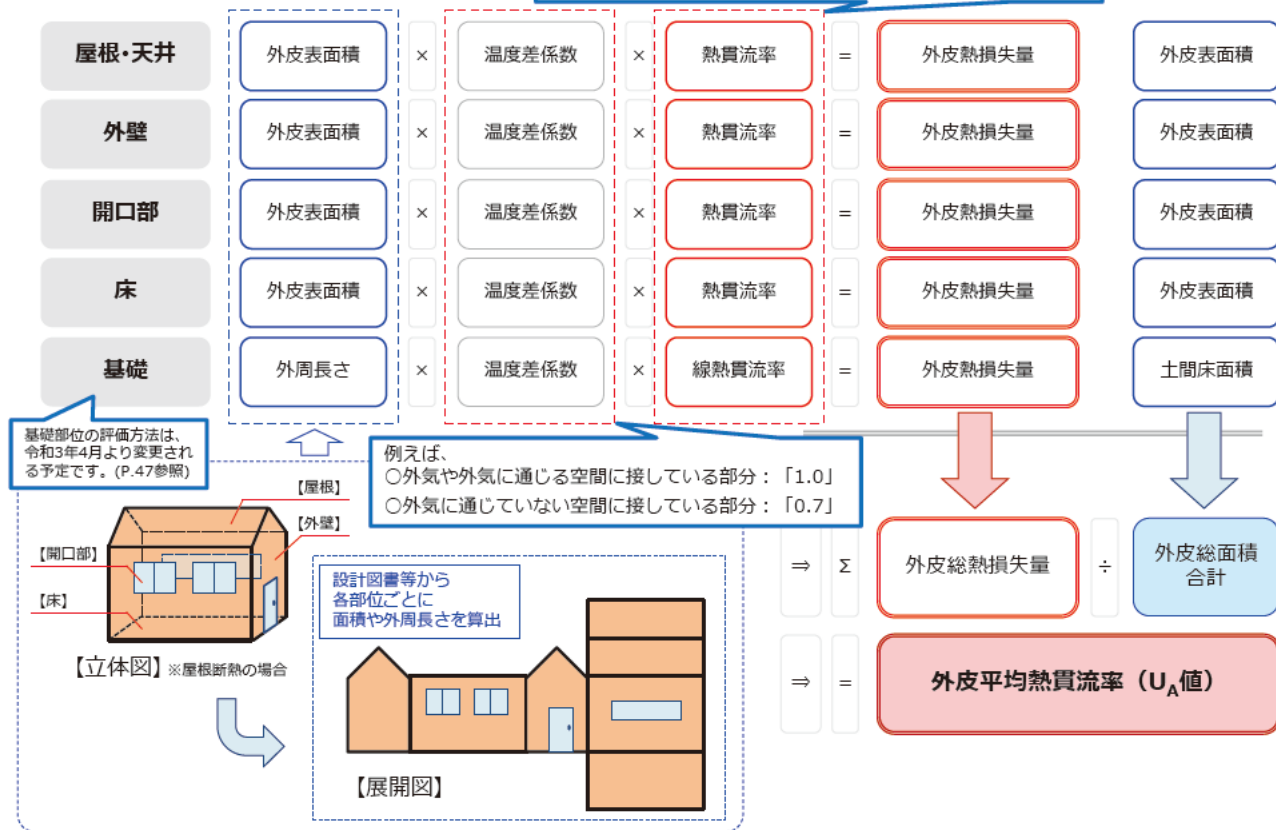 屋根・天井 外皮表面積 × 温度差係数 × 熱貫流率 = 外皮熱損失量 外皮表面積
外壁 外皮表面積 × 温度差係数 × 熱貫流率 = 外皮熱損失量 外皮表面積
開口部 外皮表面積 × 温度差係数 × 熱貫流率 = 外皮熱損失量 外皮表面積
床 外皮表面積 × 温度差係数 × 熱貫流率 = 外皮熱損失量 外皮表面積
基礎 外周長さ × 温度差係数 × 線熱貫流率 = 外皮熱損失量 土間床面積
基礎部位の評価方法は、
令和3年4月より変更され
る予定です。(P.47参照)
例えば、
○外気や外気に通じる空間に接している部分：「1.0」
○外気に通じていない空間に接している部分：「0.7」
【屋根】
【外壁】
【開口部】
【床】
【立体図】※屋根断熱の場合
設計図書等から
各部位ごとに
面積や外周長さを算出
【展開図】
⇒ Σ 外皮総熱損失量 ÷ 外皮総面積
合計
⇒ = 外皮平均熱貫流率（UA値）